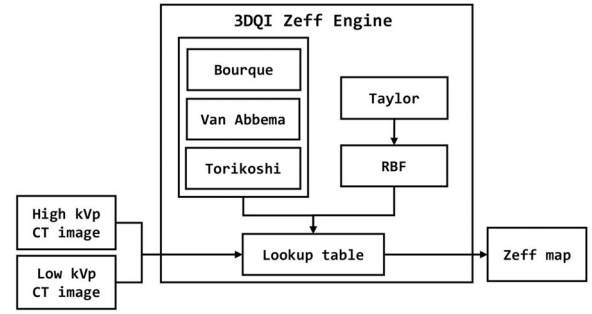 3DQI Zeff Engine
Bourque
Van Abbema
Torikoshi
Taylor
RBF
High kVp
CT image
Low kVp
CT image
Lookup table
Zeff map